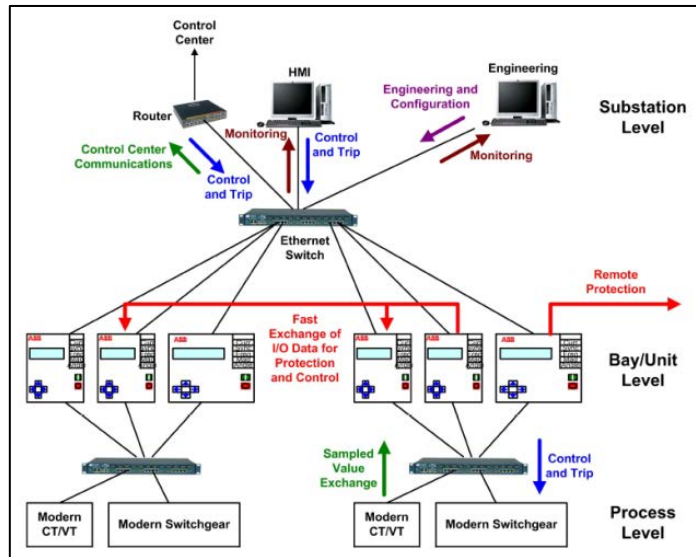 Control
Center
HMI
Engineering
Engineering and
Configuration
Substation
Level
Router
Monitoring
Control
and Trip
Monitoring
Control Center
Communications
Control
and Trip
Ethernet
Switch
Remote
Protection
ABB
ABB
ABB
Fast
Exchange of
I/O Data for
Protection
and Control
ABB
ABB
ABB
Bay/Unit
Level
Sampled
Value
Exchange
Control
and Trip
Modern
CT/VT
Modern Switchgear
Modern
CT/VT
Modern Switchgear
Process
Level